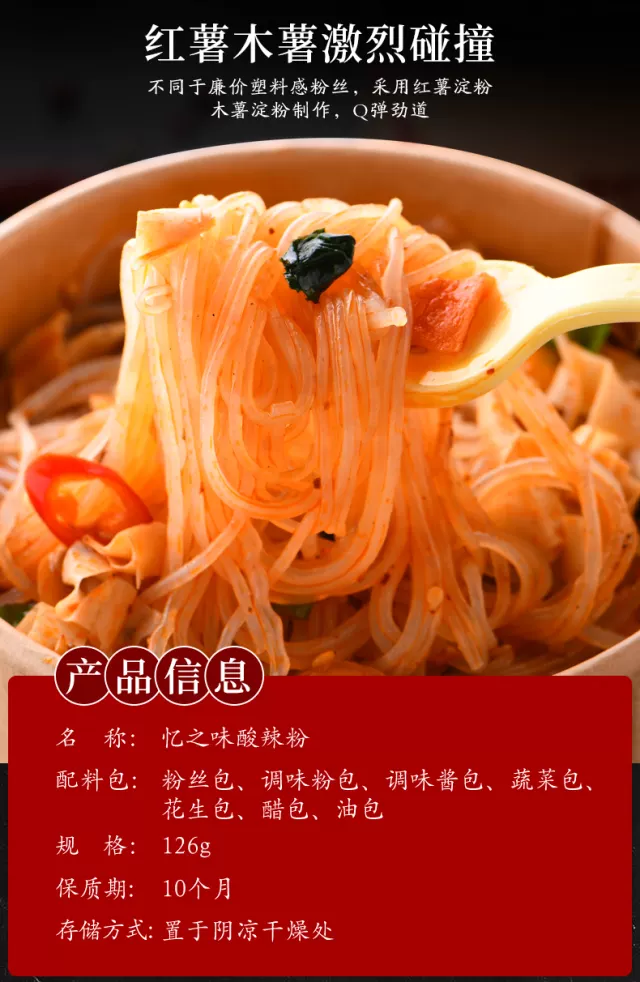 红薯木薯激烈碰撞
不同于廉价塑料感粉丝，采用红薯淀粉
木薯淀粉制作，Q弹劲道
产品信息
名 称: 忆之味酸辣粉
配料包: 粉丝包、调味粉包、调味酱包、蔬菜包、
花生包、醋包、油包
规 格: 126g
保质期: 10个月
存储方式: 置于阴凉干燥处